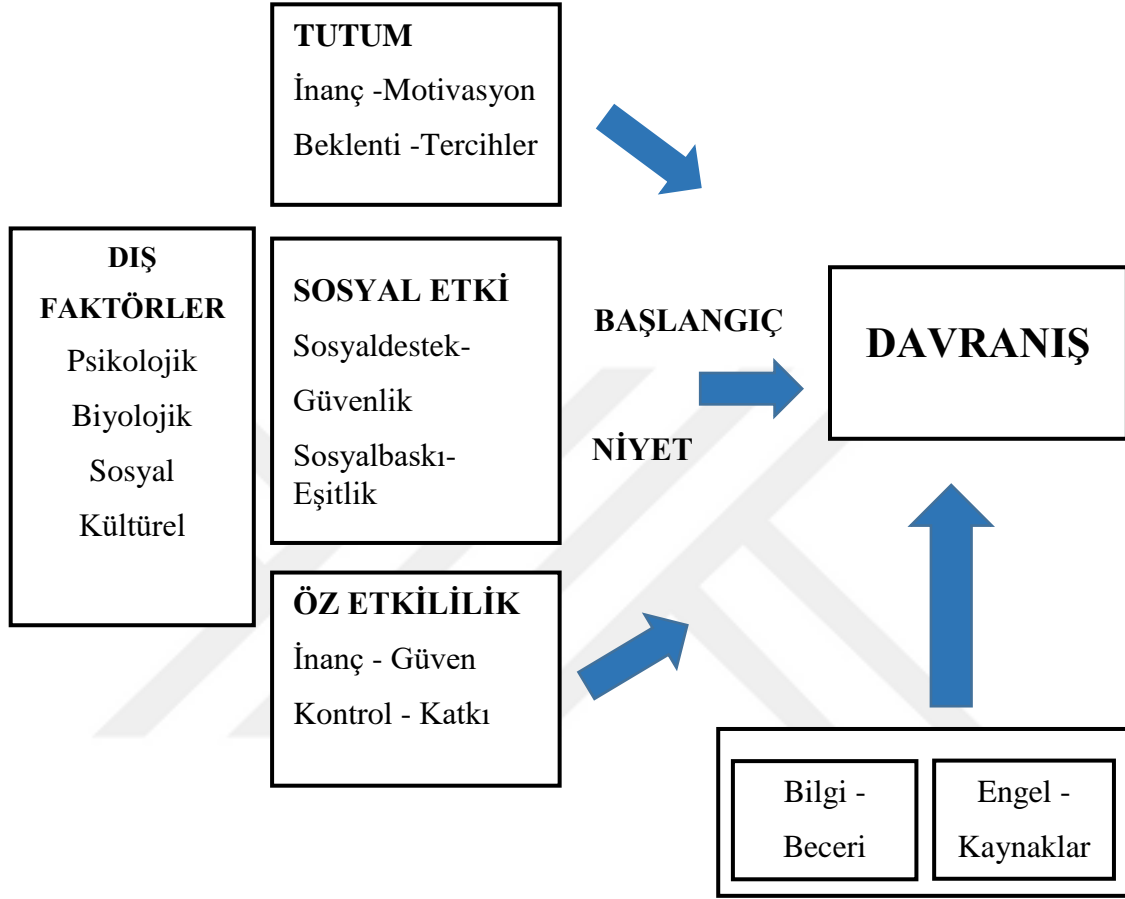 TUTUM
İnanç -Motivasyon
Beklenti -Tercihler
DIŞ
FAKTÖRLER
Psikolojik
Biyolojik
Sosyal
Kültürel
SOSYAL ETKİ
Sosyaldestek-
Güvenlik
Sosyalbaskı-
Eşitlik
ÖZ ETKİLİLİK
İnanç - Güven
Kontrol - Katkı
BAŞLANGIÇ
NİYET
DAVRANIŞ
Bilgi -
Beceri
Engel -
Kaynaklar